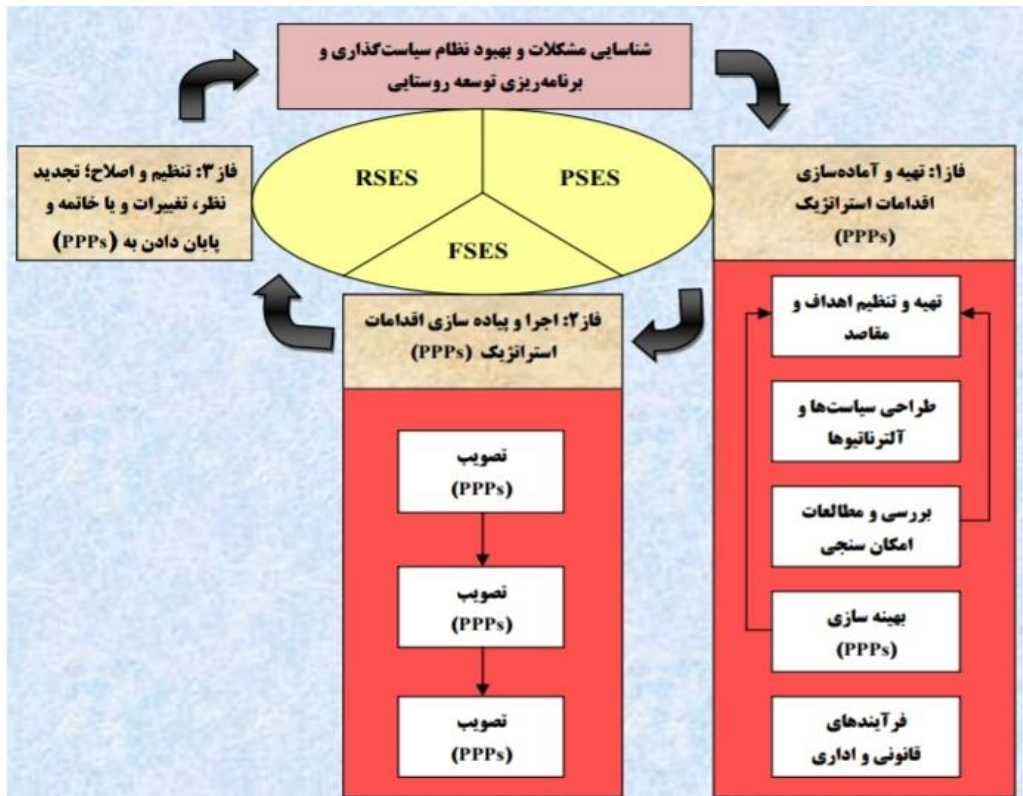 شناسایی مشکلات و بهبود نظام سیاست‌گذاری و
برنامه‌ریزی توسعه روستایی
فاز۱: تهیه و آماده‌سازی
اقدامات استراتژیک
(PPPs)
تهیه و تنظیم اهداف و
مقاصد
طراحی سیاست‌ها و
آلترناتیوها
بررسی و مطالعات
امکان سنجی
بهینه سازی
(PPPs)
فرآیندهای
قانونی و اداری
PSES
RSES
FSES
فاز۲: اجرا و پیاده سازی اقدامات
استراتژیک (PPPs)
تصویب
(PPPs)
تصویب
(PPPs)
تصویب
(PPPs)
فاز۳: تنظیم و اصلاح؛ تجدید
نظر، تغییرات و یا خاتمه و
پایان دادن به (PPPs)